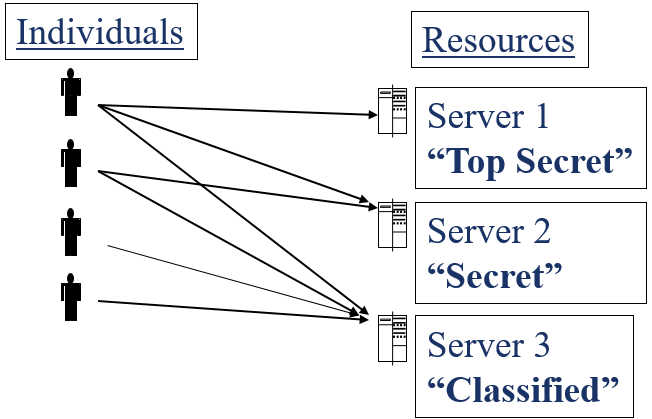 Individuals
Resources
Server 1
“Top Secret”
Server 2
“Secret”
Server 3
“Classified”